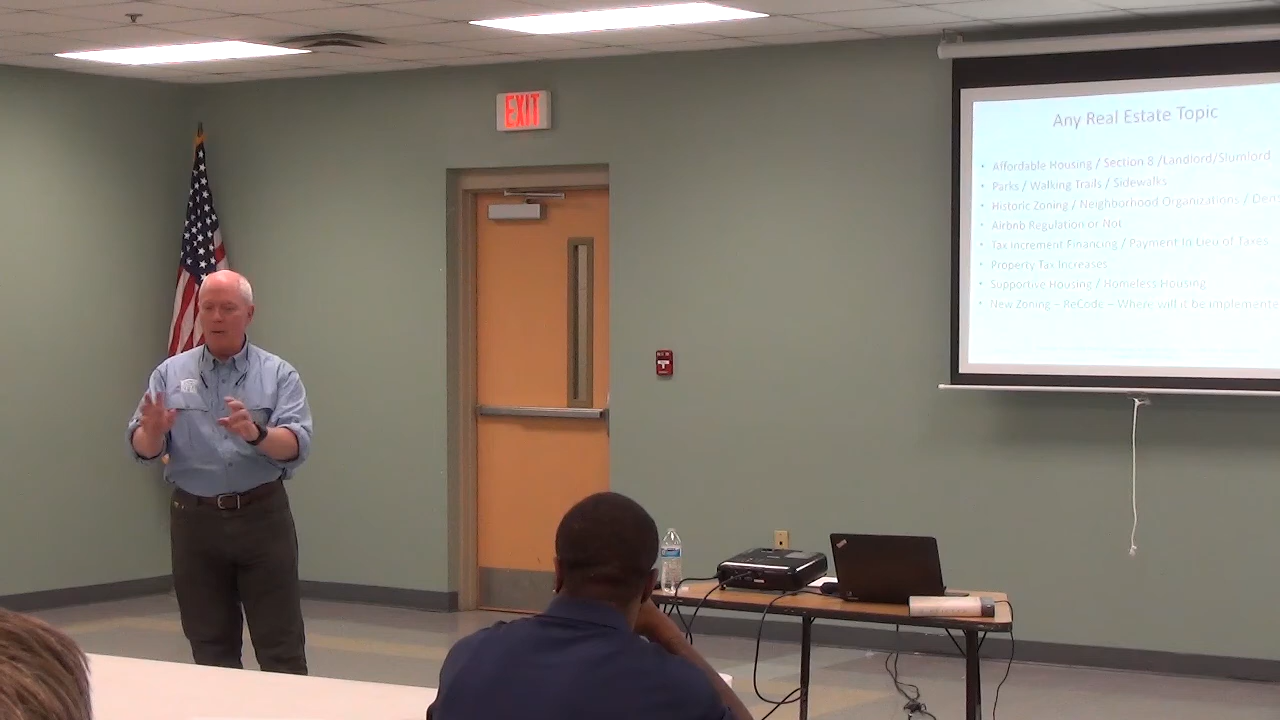 EXIT
Any Real Estate Topic
• Affordable Housing / Section 8 /Landlord/Slumlord
• Parks / Walking Trails / Sidewalks
• Historic Zoning / Neighborhood Organizations / Dens
• Airbnb Regulation or Not
• Tax Increment Financing / Payment In Lieu of Taxes
• Property Tax Increases
• Supportive Housing / Homeless Housing
• New Zoning – ReCode – Where will it be implemente